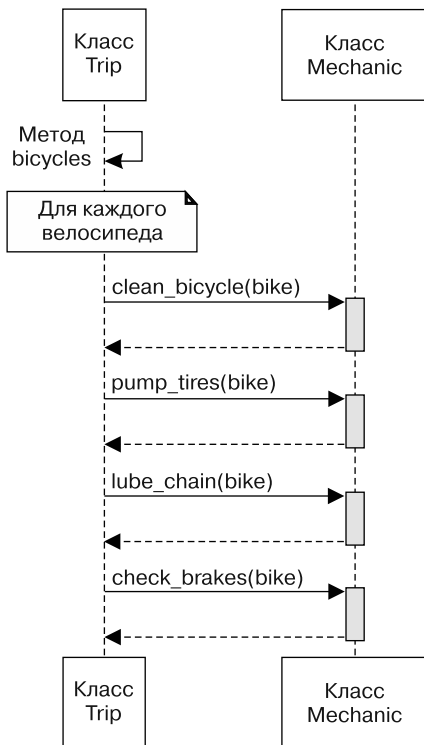 Класс
Trip
Класс
Mechanic
Метод
bicycles
Для каждого
велосипеда
clean_bicycle(bike)
pump_tires(bike)
lube_chain(bike)
check_brakes(bike)
Класс
Trip
Класс
Mechanic